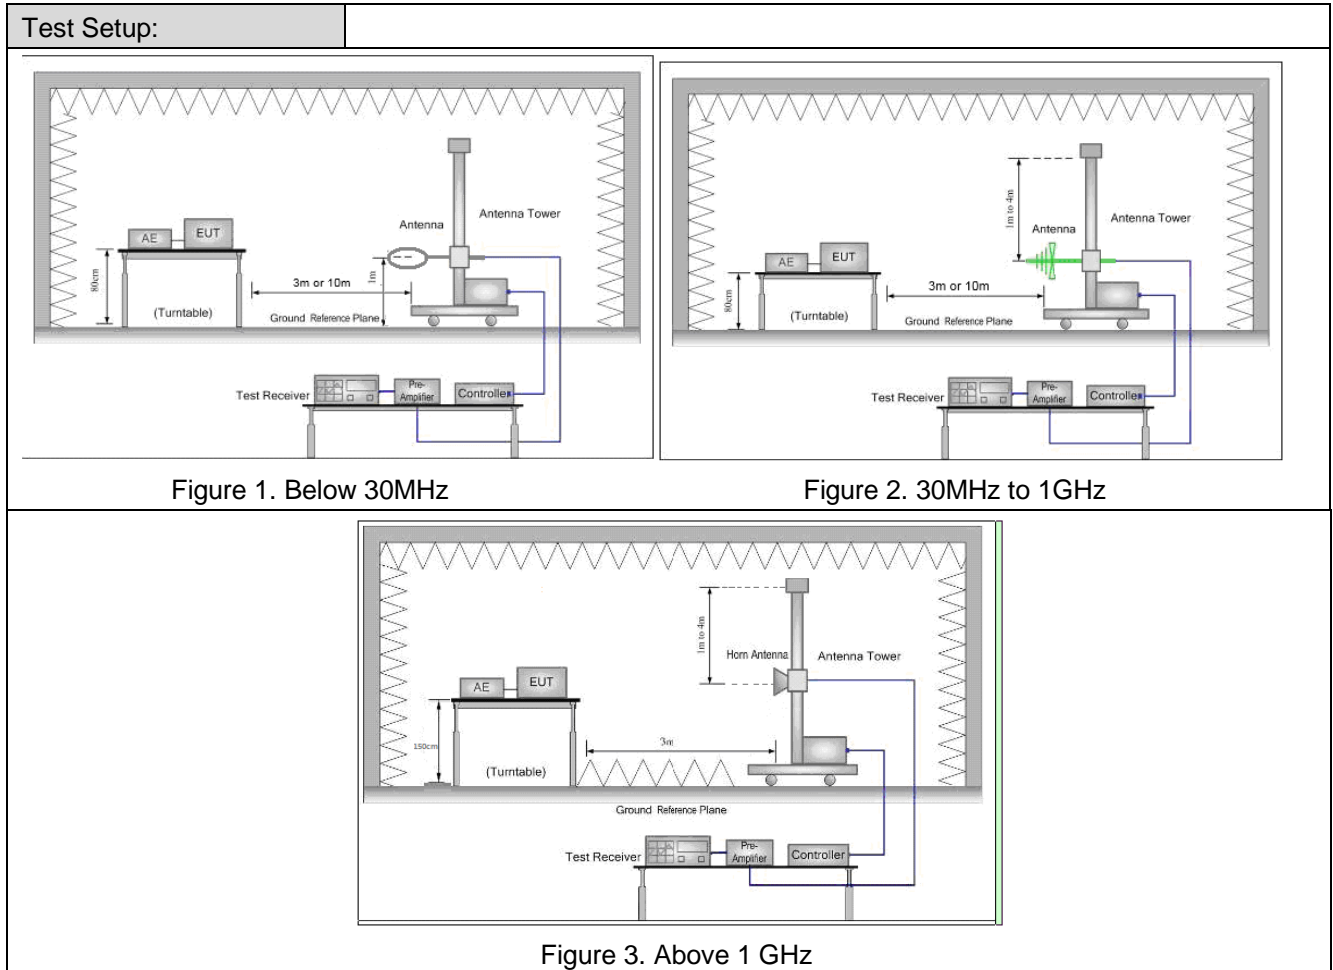 Test Setup:
Antenna
Antenna Tower
AE
EUT
80cm
1m
3m or 10m
(Turntable)
Ground Reference Plane
Test Receiver
Pre-
Amplifier
Controller
Figure 1. Below 30MHz
1m to 4m
Antenna
Antenna Tower
AE
EUT
80cm
3m or 10m
(Turntable)
Ground Reference Plane
Test Receiver
Pre-
Amplifier
Controller
Figure 2. 30MHz to 1GHz
1m to 4m
Horn Antenna
Antenna Tower
AE
EUT
150cm
3m
(Turntable)
Ground Reference Plane
Test Receiver
Pre-
Amplifier
Controller
Figure 3. Above 1 GHz